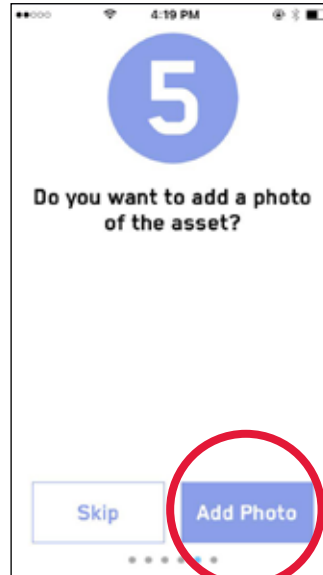 4:19 PM
5
Do you want to add a photo
of the asset?
Skip Add Photo